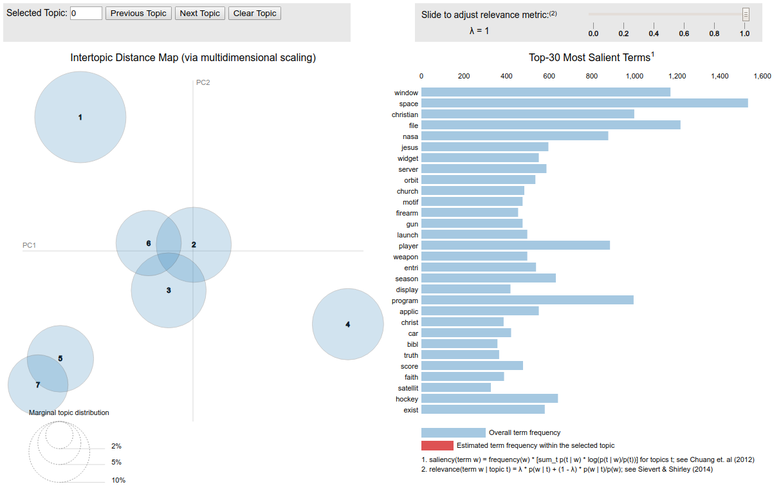 Selected Topic: 0 Previous Topic Next Topic Clear Topic
Slide to adjust relevance metric:(2)
λ = 1
0.0 0.2 0.4 0.6 0.8 1.0
Intertopic Distance Map (via multidimensional scaling)
PC2
PC1
1
6
2
3
4
5
7
Marginal topic distribution
2%
5%
10%
Top-30 Most Salient Terms1
0 200 400 600 800 1,000 1,200 1,400 1,600
window
space
christian
file
nasa
jesus
widget
server
orbit
church
motif
firearm
gun
launch
player
weapon
entri
season
display
program
applic
christ
car
bibl
truth
score
faith
satellit
hockey
exist
Overall term frequency
Estimated term frequency within the selected topic
1. saliency(term w) = frequency(w) * [sum_t p(t | w) * log(p(t | w)/p(t))] for topics t; see Chuang et. al (2012)
2. relevance(term w | topic t) = λ * p(w | t) + (1 - λ) * p(w | t)/p(w); see Sievert & Shirley (2014)